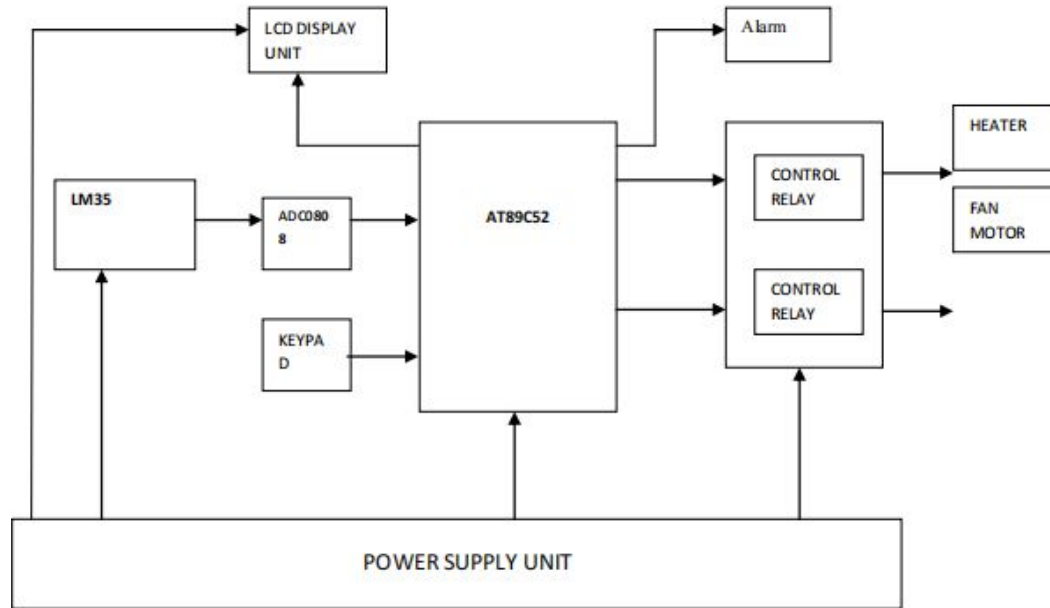 LCD DISPLAY
UNIT
Alarm
HEATER
LM35
ADC080
8
AT89C52
CONTROL
RELAY
FAN
MOTOR
CONTROL
RELAY
KEYPA
D
POWER SUPPLY UNIT